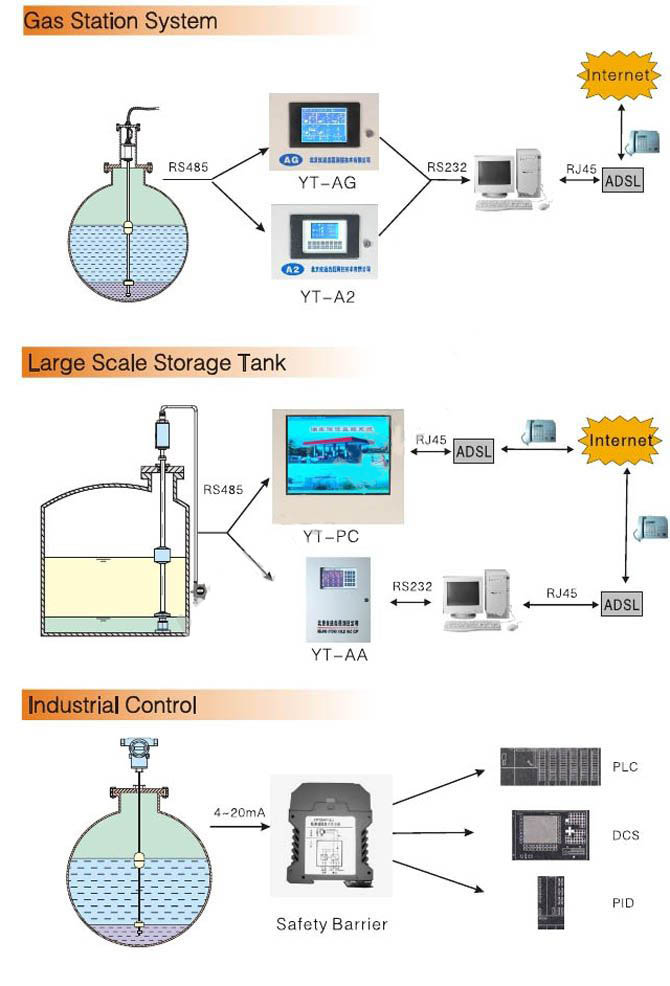 Gas Station System
Internet
RS485
AG
YT-AG
RS232
RJ45
ADSL
A2
YT-A2
Large Scale Storage Tank
RS485
YT-PC
RJ45
ADSL
Internet
YT-AA
RS232
RJ45
ADSL
Industrial Control
4~20mA
Safety Barrier
PLC
DCS
PID